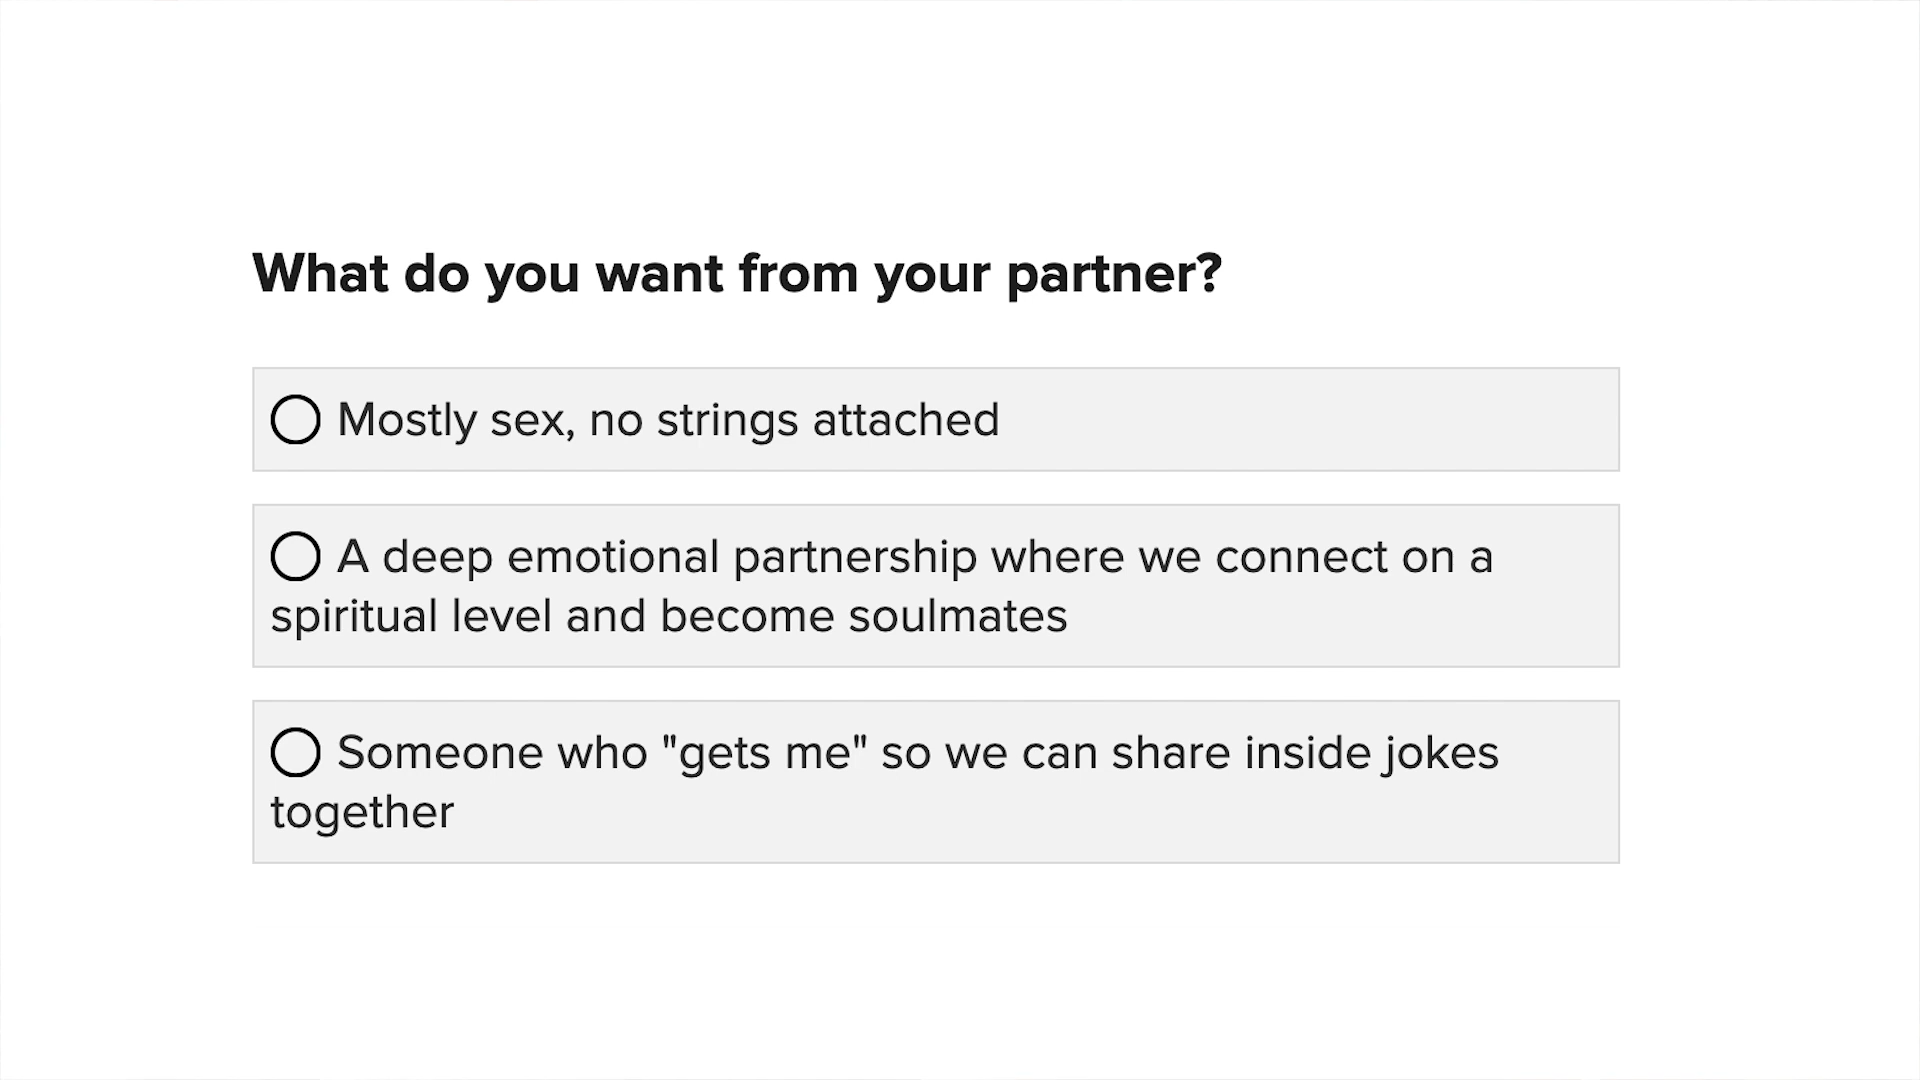 What do you want from your partner?
Mostly sex, no strings attached
A deep emotional partnership where we connect on a
spiritual level and become soulmates
Someone who "gets me" so we can share inside jokes
together